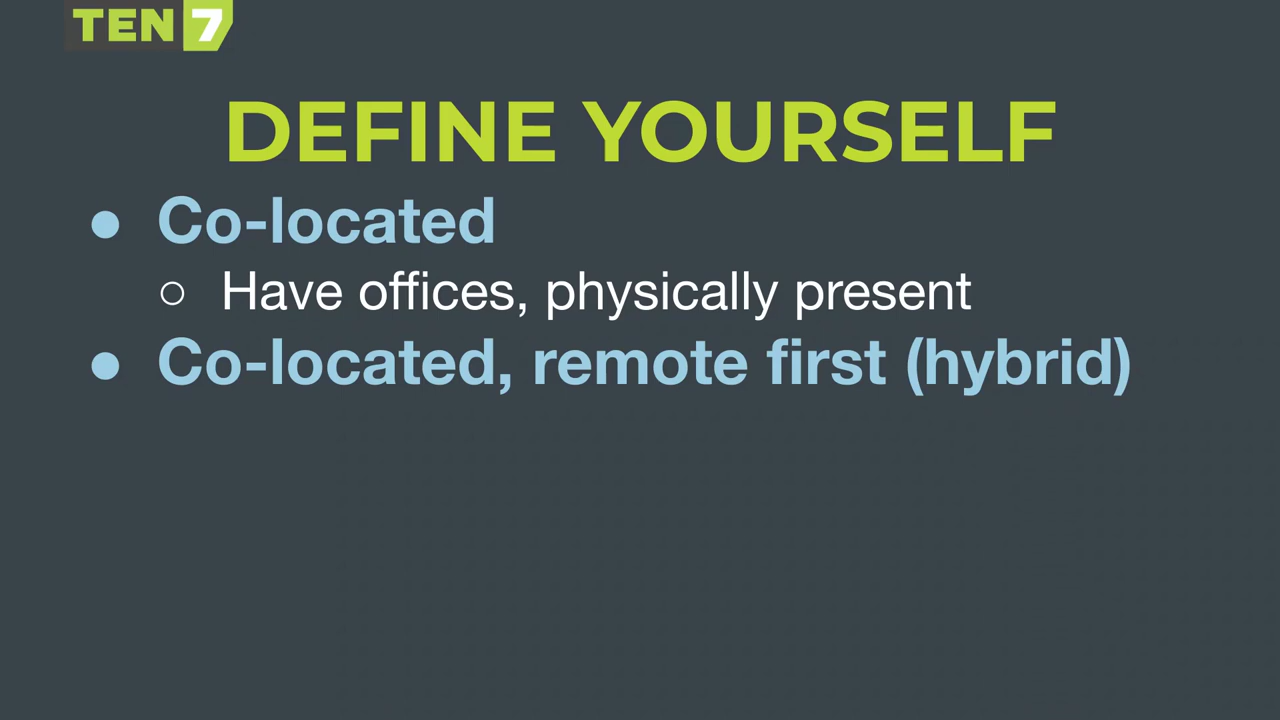 TEN7
DEFINE YOURSELF
● Co-located
○ Have offices, physically present
● Co-located, remote first (hybrid)